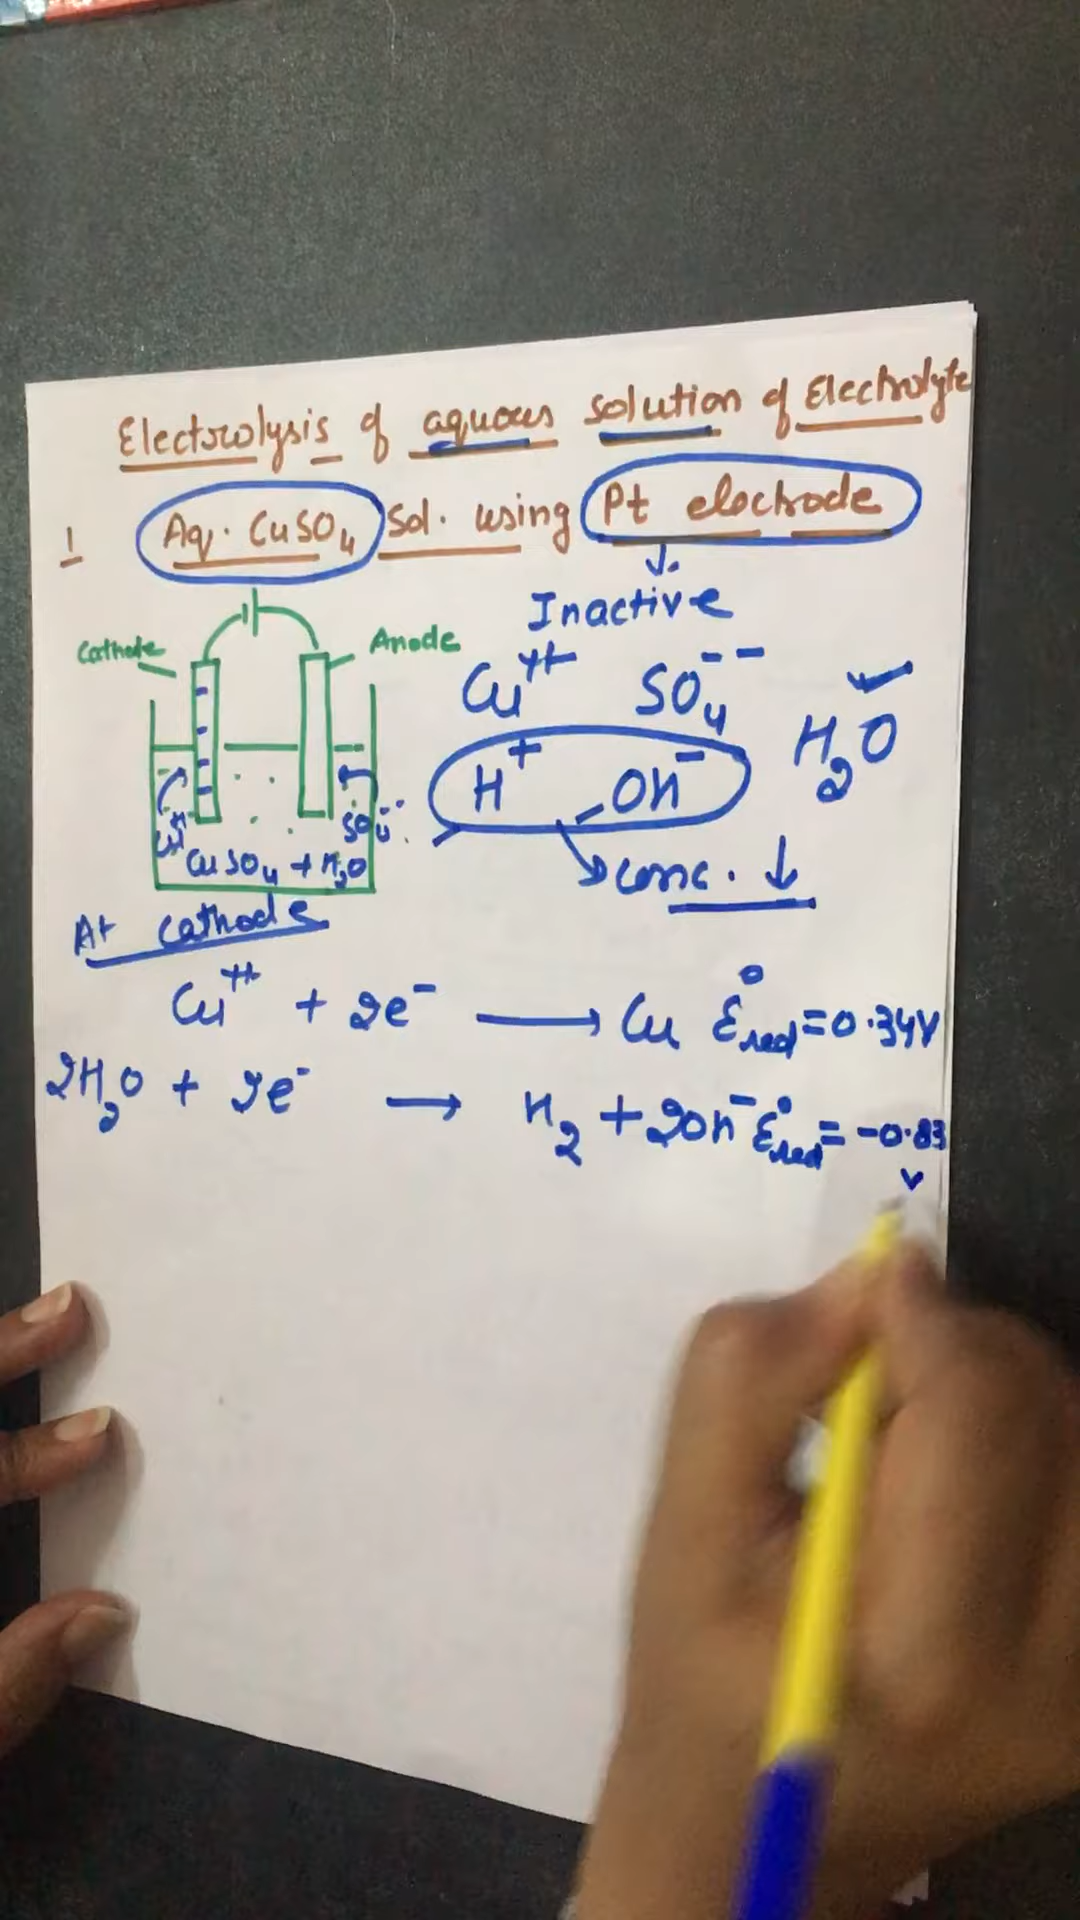 Electrolysis of aquous solution of Electrolyte
1 Aq. CuSO₄ Sol. using Pt electrode
Inactive
Cathode Anode
Cu⁺⁺ SO₄⁻⁻ H₂O
H⁺ OH⁻
SO₄⁻⁻
CuSO₄ + H₂O
conc. ↓
At cathode
Cu⁺⁺ + 2e⁻ ⟶ Cu Ɛ°red = 0.34V
2H₂O + 2e⁻ ⟶ H₂ + 2OH⁻ Ɛ°red = -0.83
V